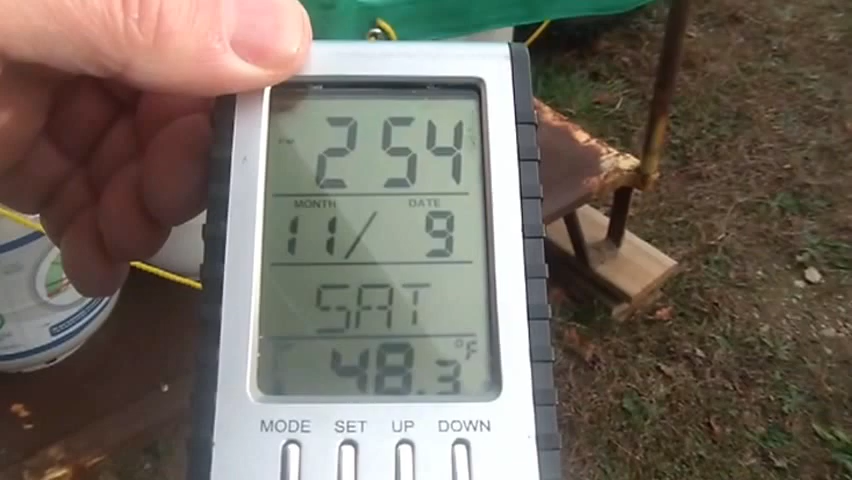 PM 2 54
MONTH DATE
11/ 9
SAT
48.3 °F
MODE SET UP DOWN